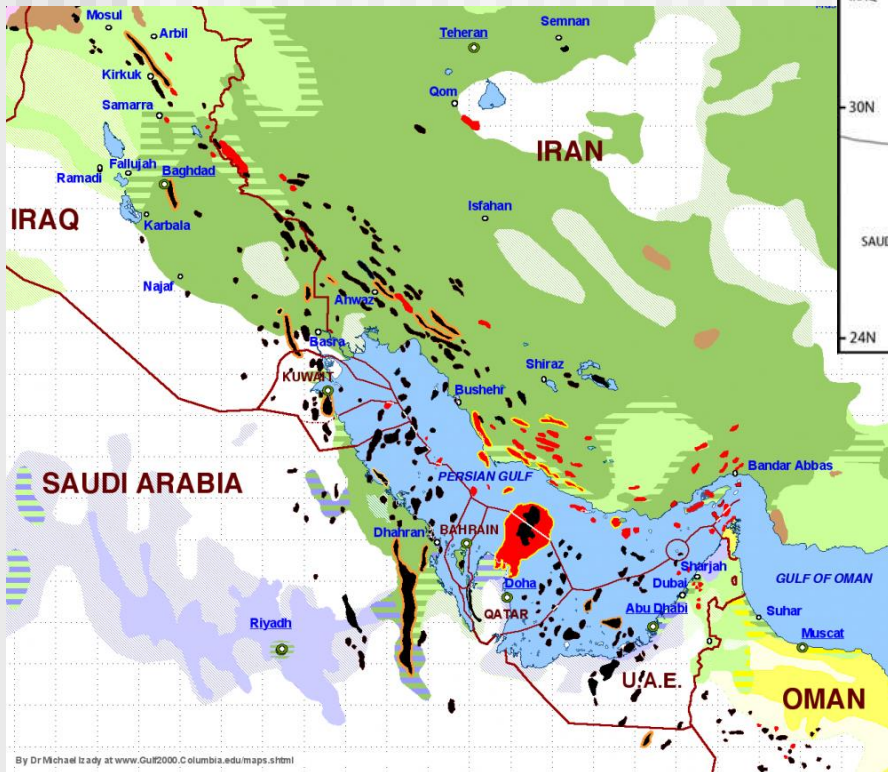 Mosul
Arbil
Kirkuk
Samarra
Fallujah
Ramadi
Baghdad
Karbala
IRAQ
Najaf
Teheran
Semnan
Qom
IRAN
Isfahan
Ahwaz
Basra
KUWAIT
Shiraz
Bushehi
SAUDI ARABIA
PERSIAN GULF
Bandar Abbas
Dhahran
BAHRAIN
Doha
QATAR
Riyadh
Sharjah
Dubai
Abu Dhabi
U.A.E.
GULF OF OMAN
Suhar
Muscat
OMAN
30N
SAUD
24N
By Dr Michael Izady at www.Gulf2000.Columbia.edu/maps.shtml